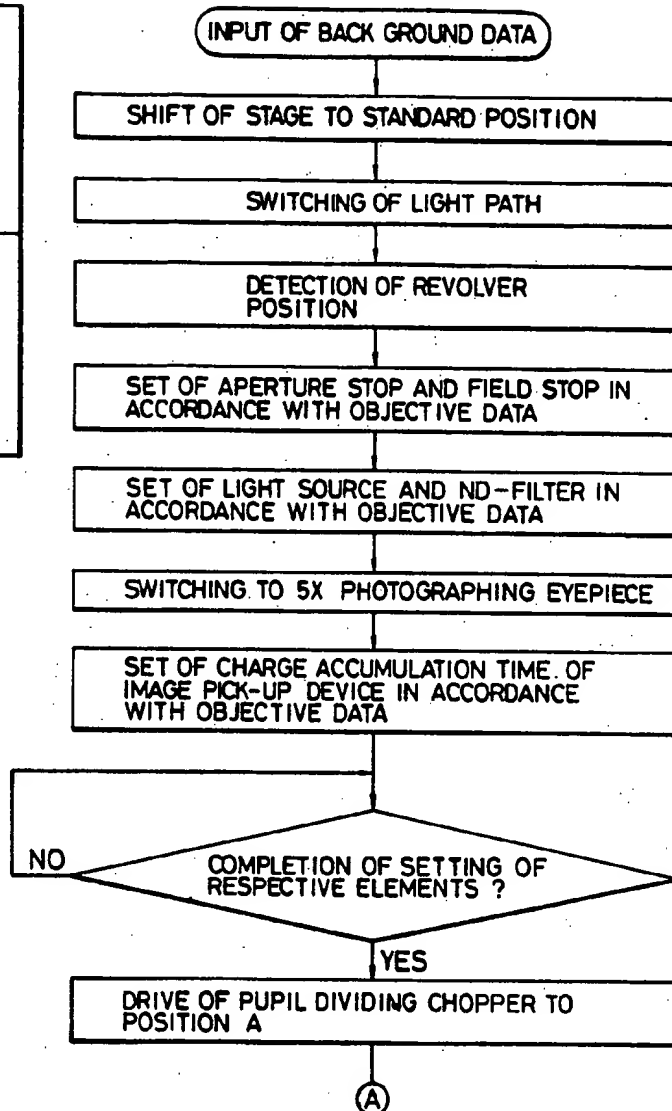 INPUT OF BACK GROUND DATA
SHIFT OF STAGE TO STANDARD POSITION
SWITCHING OF LIGHT PATH
DETECTION OF REVOLVER
POSITION
SET OF APERTURE STOP AND FIELD STOP IN
ACCORDANCE WITH OBJECTIVE DATA
SET OF LIGHT SOURCE AND ND-FILTER IN
ACCORDANCE WITH OBJECTIVE DATA
SWITCHING TO 5X PHOTOGRAPHING EYEPIECE
SET OF CHARGE ACCUMULATION TIME OF
IMAGE PICK-UP DEVICE IN ACCORDANCE
WITH OBJECTIVE DATA
NO
COMPLETION OF SETTING OF
RESPECTIVE ELEMENTS ?
YES
DRIVE OF PUPIL DIVIDING CHOPPER TO
POSITION A
A